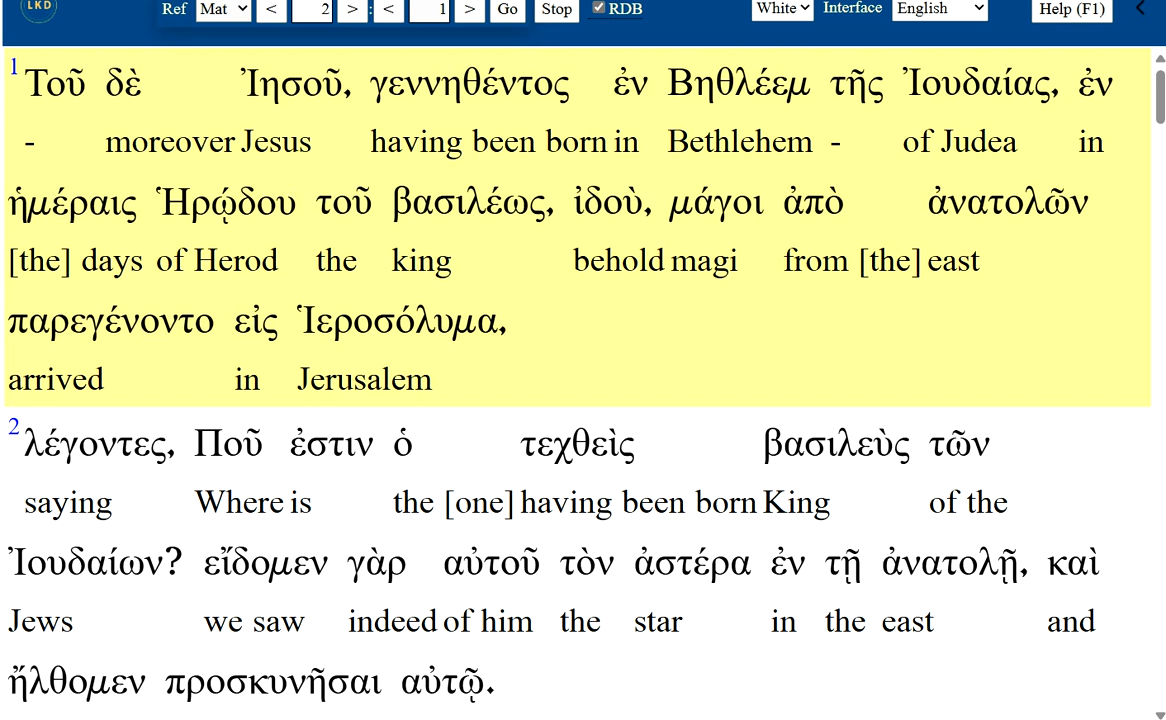 LKD Ref Mat < 2 > : < 1 > Go Stop RDB White Interface English Help (F1) <
1 Τοῦ δὲ Ἰησοῦ, γεννηθέντος ἐν Βηθλέεμ τῆς Ἰουδαίας, ἐν
- moreover Jesus having been born in Bethlehem - of Judea in
ἡμέραις Ἡρῴδου τοῦ βασιλέως, ἰδοὺ, μάγοι ἀπὸ ἀνατολῶν
[the] days of Herod the king behold magi from [the] east
παρεγένοντο εἰς Ἱεροσόλυμα,
arrived in Jerusalem
2 λέγοντες, Ποῦ ἐστιν ὁ τεχθεὶς βασιλεὺς τῶν
saying Where is the [one] having been born King of the
Ἰουδαίων? εἴδομεν γὰρ αὐτοῦ τὸν ἀστέρα ἐν τῇ ἀνατολῇ, καὶ
Jews we saw indeed of him the star in the east and
ἤλθομεν προσκυνῆσαι αὐτῷ.